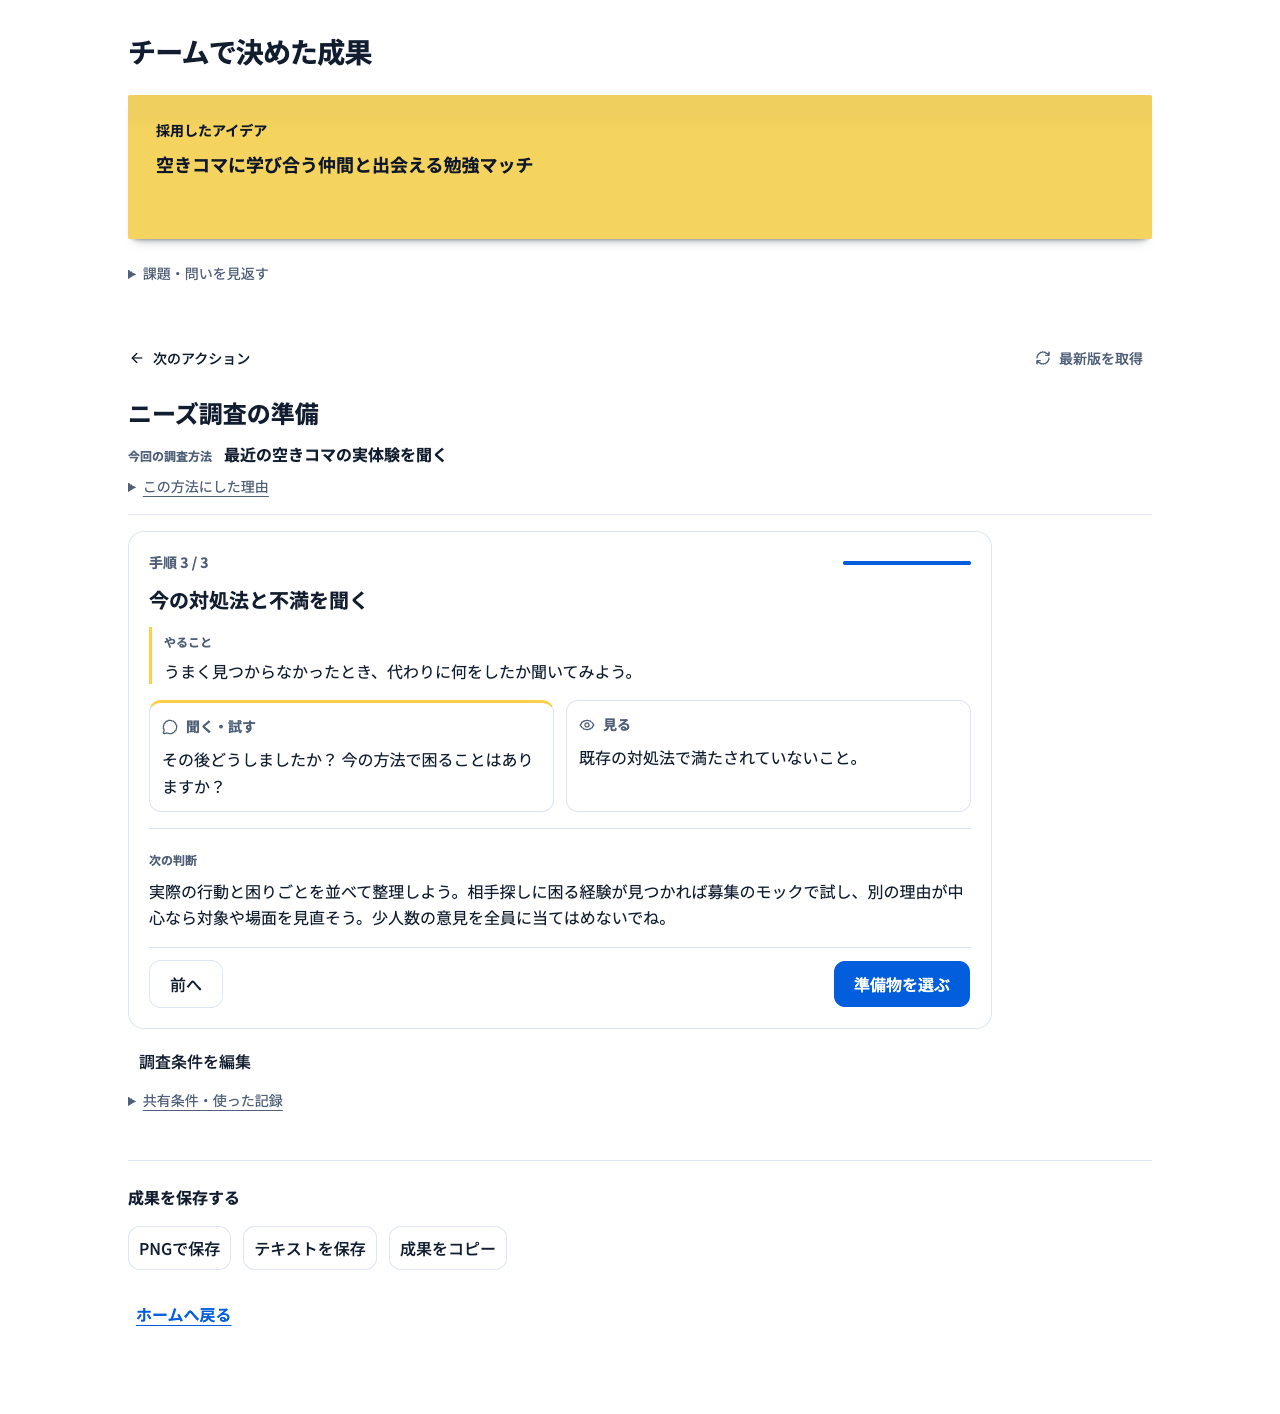 チームで決めた成果
採用したアイデア
空きコマに学び合う仲間と出会える勉強マッチ
課題・問いを見返す
次のアクション
最新版を取得
ニーズ調査の準備
今回の調査方法 最近の空きコマの実体験を聞く
この方法にした理由
手順 3 / 3
今の対処法と不満を聞く
やること
うまく見つからなかったとき、代わりに何をしたか聞いてみよう。
聞く・試す
その後どうしましたか？ 今の方法で困ることはあり
ますか？
見る
既存の対処法で満たされていないこと。
次の判断
実際の行動と困りごとを並べて整理しよう。相手探しに困る経験が見つかれば募集のモックで試し、別の理由が中
心なら対象や場面を見直そう。少人数の意見を全員に当てはめないでね。
前へ
準備物を選ぶ
調査条件を編集
共有条件・使った記録
成果を保存する
PNGで保存
テキストを保存
成果をコピー
ホームへ戻る